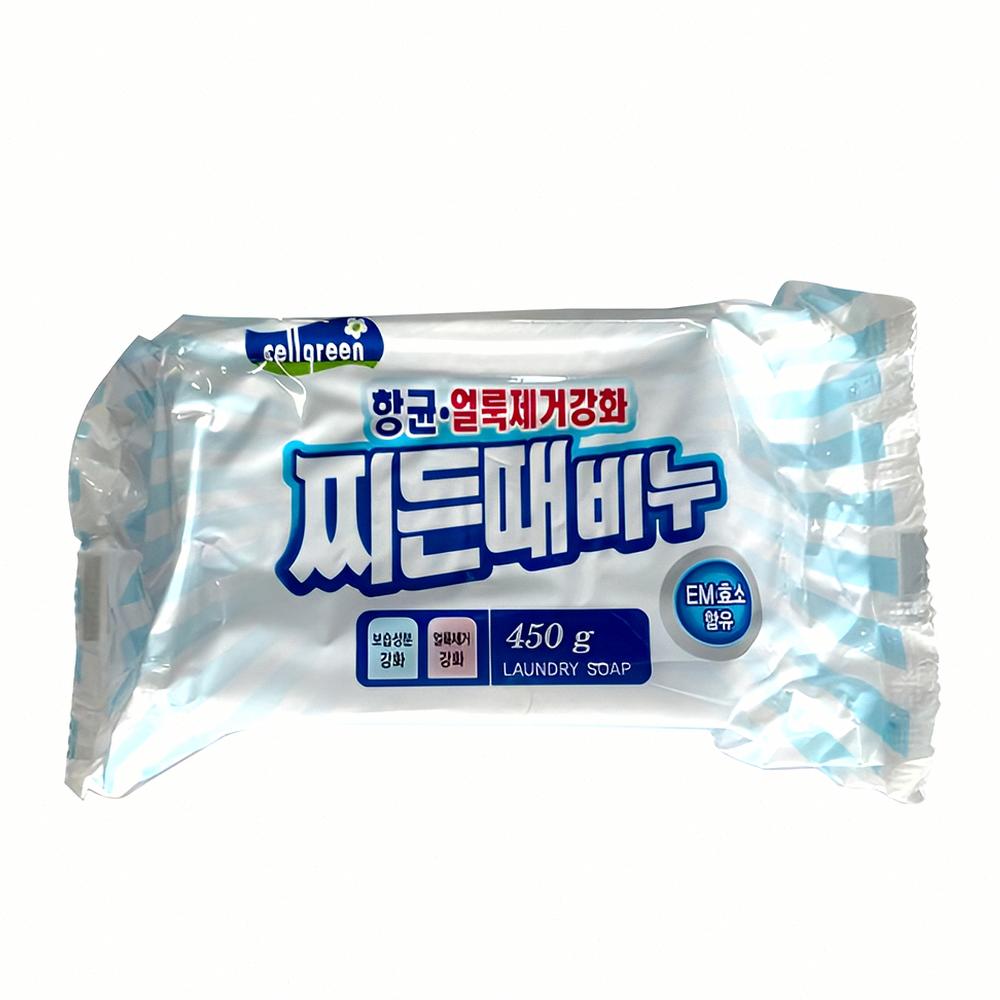 cellgreen
항균·얼룩제거강화
찌든때비누
EM효소
함유
보습성분
강화
얼룩제거
강화
450 g
LAUNDRY SOAP